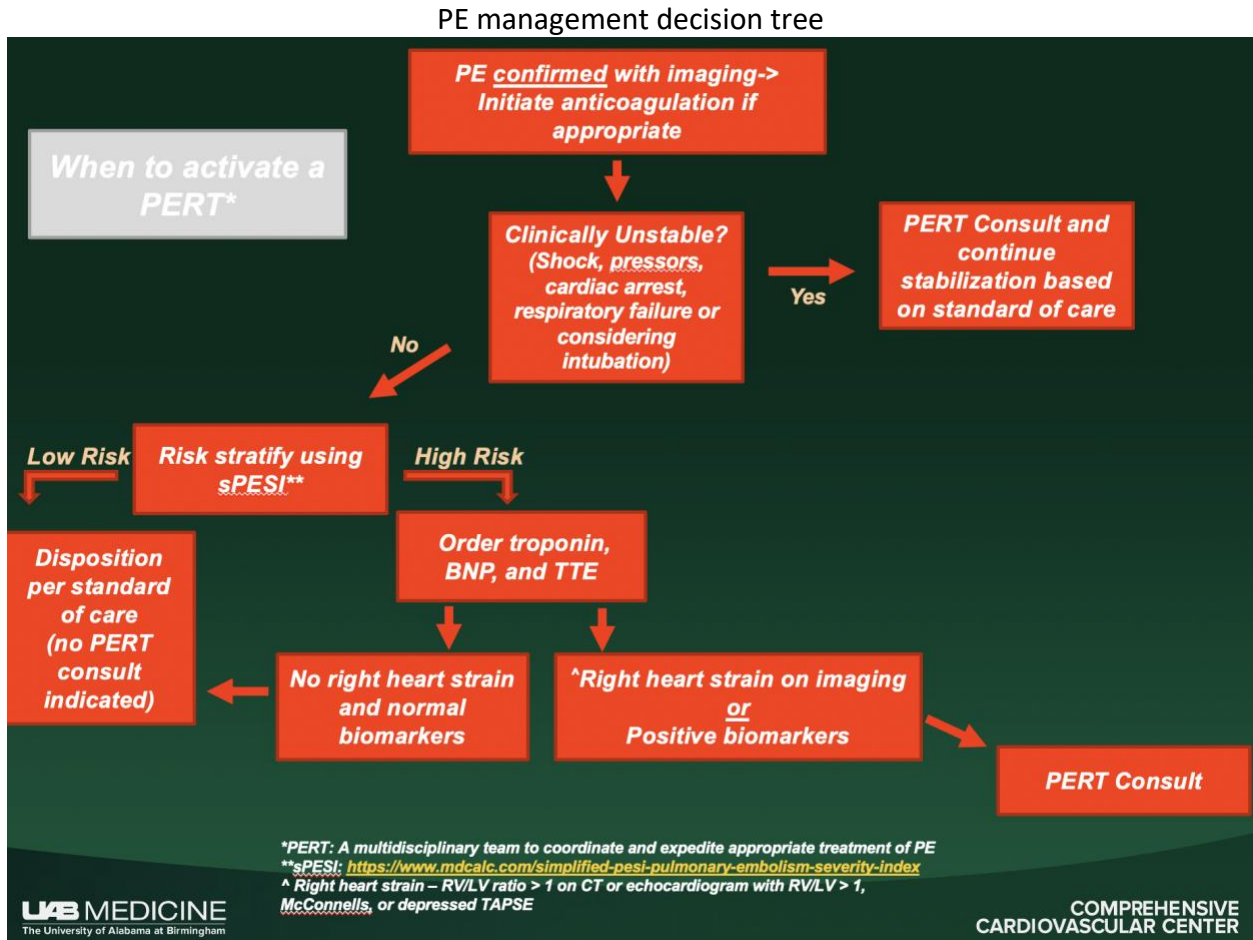 PE management decision tree
PE confirmed with imaging->
Initiate anticoagulation if
appropriate
When to activate a
PERT*
Clinically Unstable?
(Shock, pressors,
cardiac arrest,
respiratory failure or
considering
intubation)
Yes
PERT Consult and
continue
stabilization based
on standard of care
No
Low Risk
Risk stratify using
sPESI**
High Risk
Order troponin,
BNP, and TTE
Disposition
per standard
of care
(no PERT
consult
indicated)
No right heart strain
and normal
biomarkers
^Right heart strain on imaging
or
Positive biomarkers
PERT Consult
*PERT: A multidisciplinary team to coordinate and expedite appropriate treatment of PE
**sPESI: https://www.mdcalc.com/simplified-pesi-pulmonary-embolism-severity-index
^ Right heart strain – RV/LV ratio > 1 on CT or echocardiogram with RV/LV > 1,
McConnells, or depressed TAPSE
UAB MEDICINE
The University of Alabama at Birmingham
COMPREHENSIVE
CARDIOVASCULAR CENTER